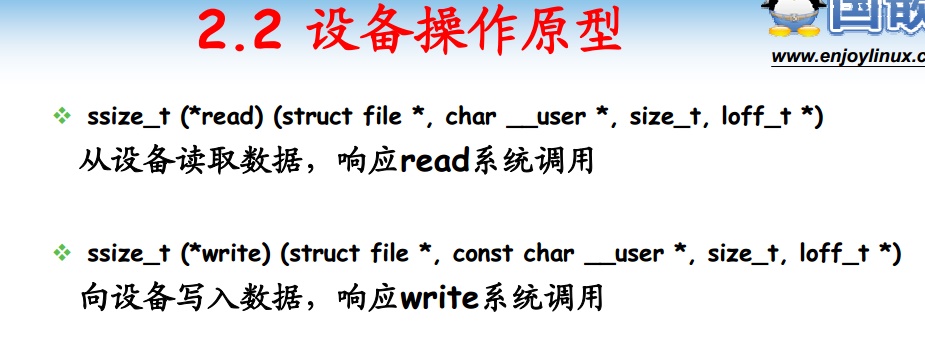 2.2 设备操作原型
国嵌
www.enjoylinux.c
ssize_t (*read) (struct file *, char __user *, size_t, loff_t *)
从设备读取数据，响应read系统调用
ssize_t (*write) (struct file *, const char __user *, size_t, loff_t *)
向设备写入数据，响应write系统调用